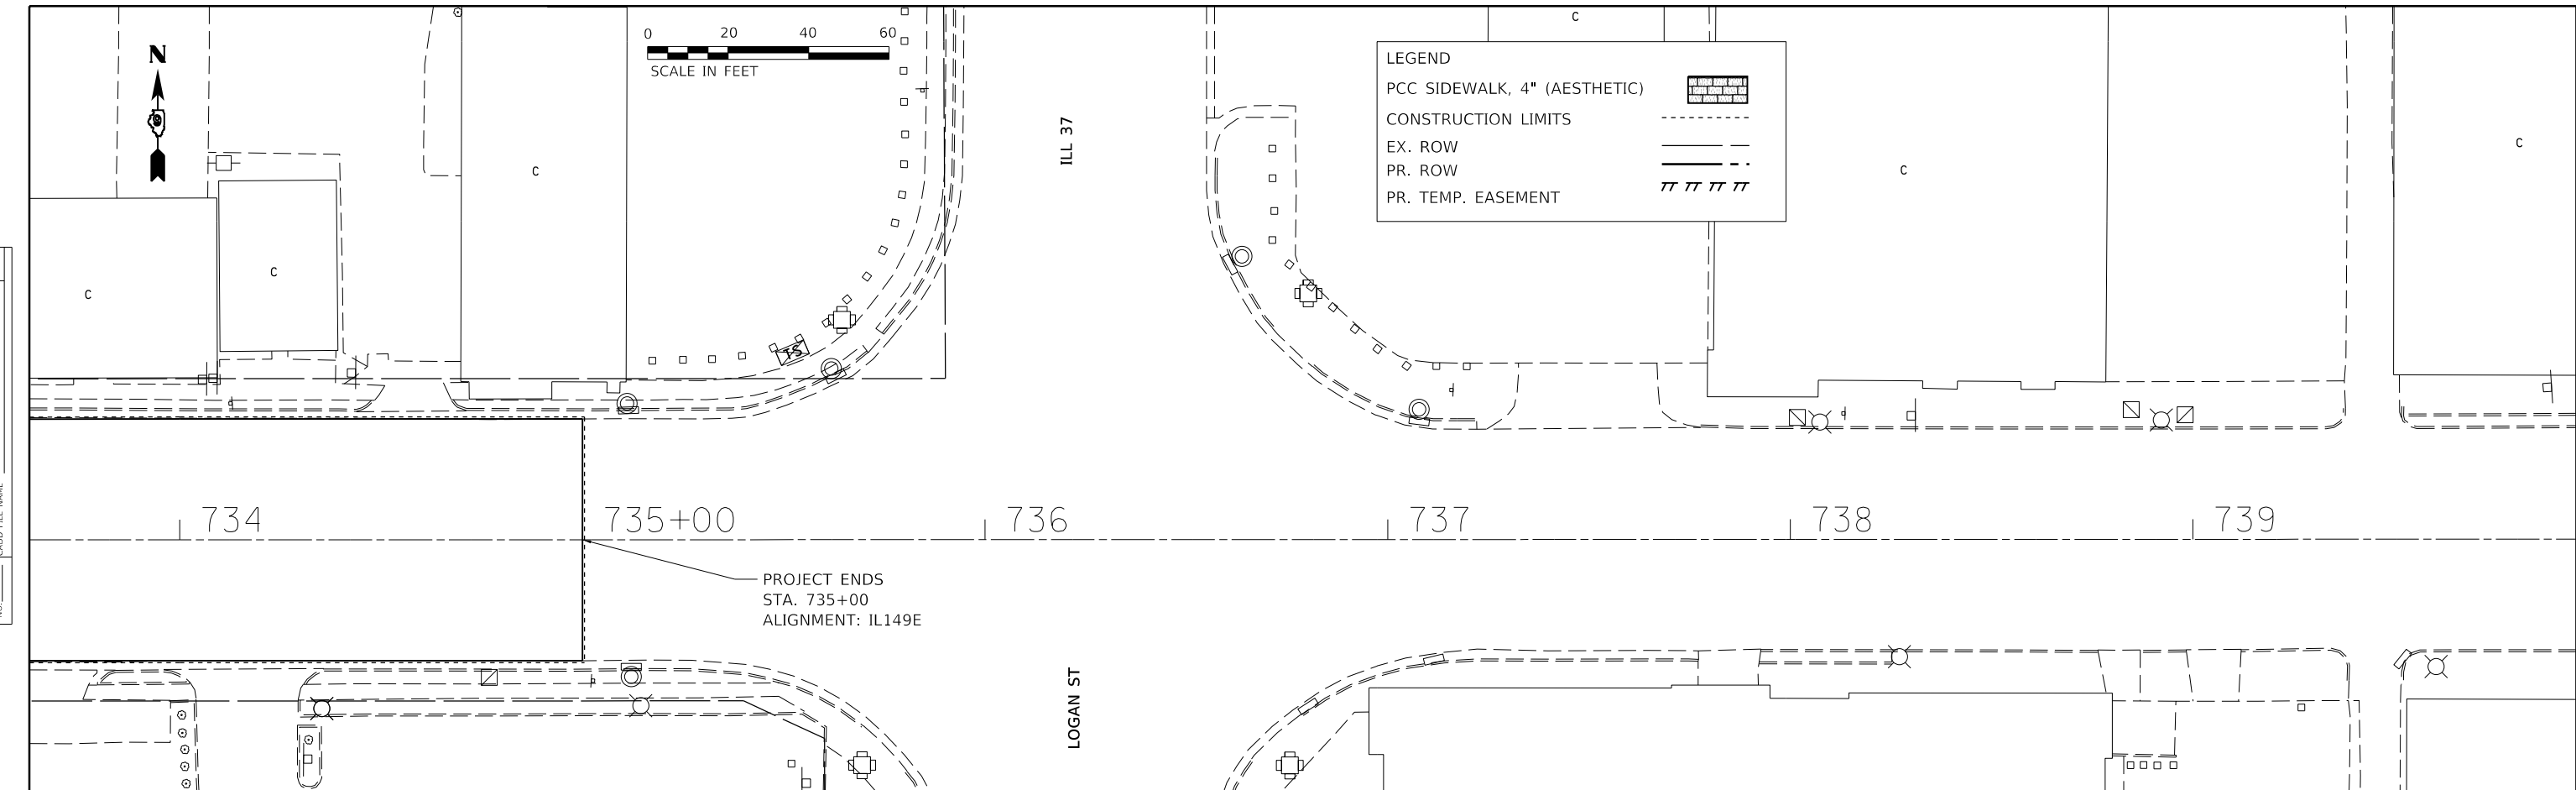 N
0 20 40 60
SCALE IN FEET
C
C
C
C
C
C
ILL 37
LEGEND
PCC SIDEWALK, 4" (AESTHETIC)
CONSTRUCTION LIMITS
EX. ROW
PR. ROW
PR. TEMP. EASEMENT
TS
734 735+00 736 737 738 739
PROJECT ENDS
STA. 735+00
ALIGNMENT: IL149E
LOGAN ST